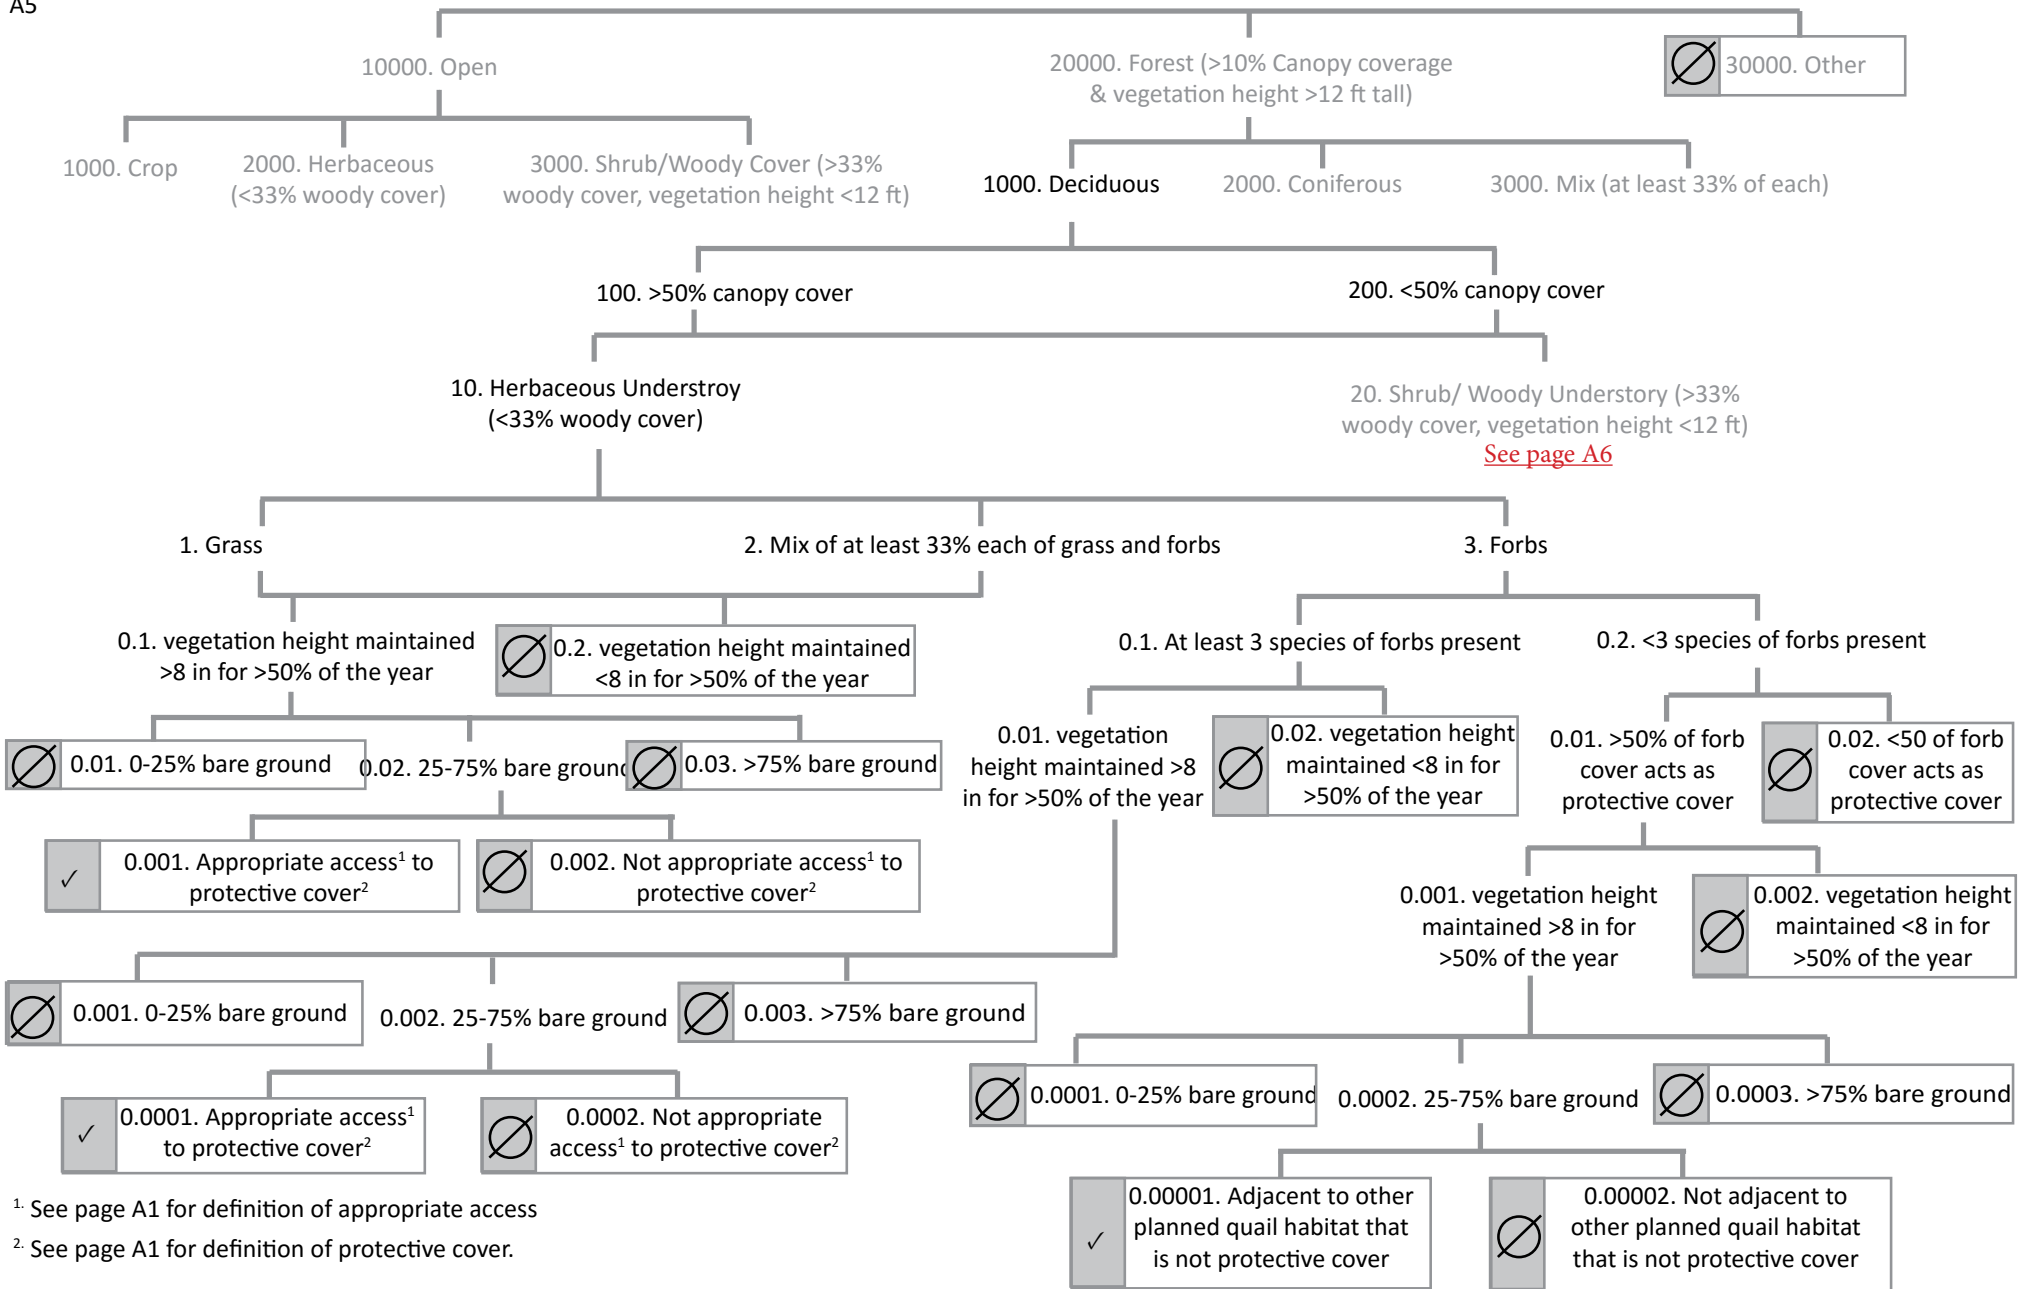 A5
10000. Open
20000. Forest (>10% Canopy coverage
& vegetation height >12 ft tall)
30000. Other
1000. Crop
2000. Herbaceous
(<33% woody cover)
3000. Shrub/Woody Cover (>33%
woody cover, vegetation height <12 ft)
1000. Deciduous
2000. Coniferous
3000. Mix (at least 33% of each)
100. >50% canopy cover
200. <50% canopy cover
10. Herbaceous Understroy
(<33% woody cover)
20. Shrub/ Woody Understory (>33%
woody cover, vegetation height <12 ft)
See page A6
1. Grass
2. Mix of at least 33% each of grass and forbs
3. Forbs
0.1. vegetation height maintained
>8 in for >50% of the year
0.2. vegetation height maintained
<8 in for >50% of the year
0.1. At least 3 species of forbs present
0.2. <3 species of forbs present
0.01. 0-25% bare ground
0.02. 25-75% bare ground
0.03. >75% bare ground
0.01. vegetation
height maintained >8
in for >50% of the year
0.02. vegetation height
maintained <8 in for
>50% of the year
0.01. >50% of forb
cover acts as
protective cover
0.02. <50 of forb
cover acts as
protective cover
0.001. Appropriate access1 to
protective cover2
0.002. Not appropriate access1 to
protective cover2
0.001. vegetation height
maintained >8 in for
>50% of the year
0.002. vegetation height
maintained <8 in for
>50% of the year
0.001. 0-25% bare ground
0.002. 25-75% bare ground
0.003. >75% bare ground
0.0001. 0-25% bare ground
0.0002. 25-75% bare ground
0.0003. >75% bare ground
0.0001. Appropriate access1
to protective cover2
0.0002. Not appropriate
access1 to protective cover2
0.00001. Adjacent to other
planned quail habitat that
is not protective cover
0.00002. Not adjacent to
other planned quail habitat
that is not protective cover
1. See page A1 for definition of appropriate access
2. See page A1 for definition of protective cover.